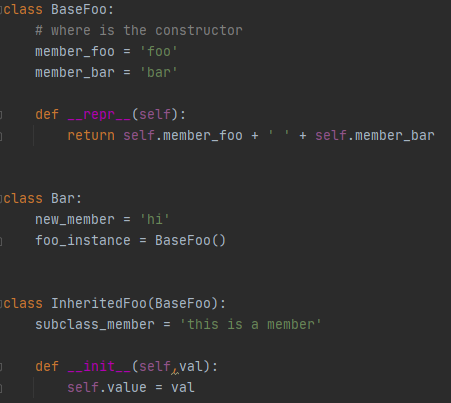 class BaseFoo:
    # where is the constructor
    member_foo = 'foo'
    member_bar = 'bar'

    def __repr__(self):
        return self.member_foo + ' ' + self.member_bar


class Bar:
    new_member = 'hi'
    foo_instance = BaseFoo()


class InheritedFoo(BaseFoo):
    subclass_member = 'this is a member'

    def __init__(self,val):
        self.value = val